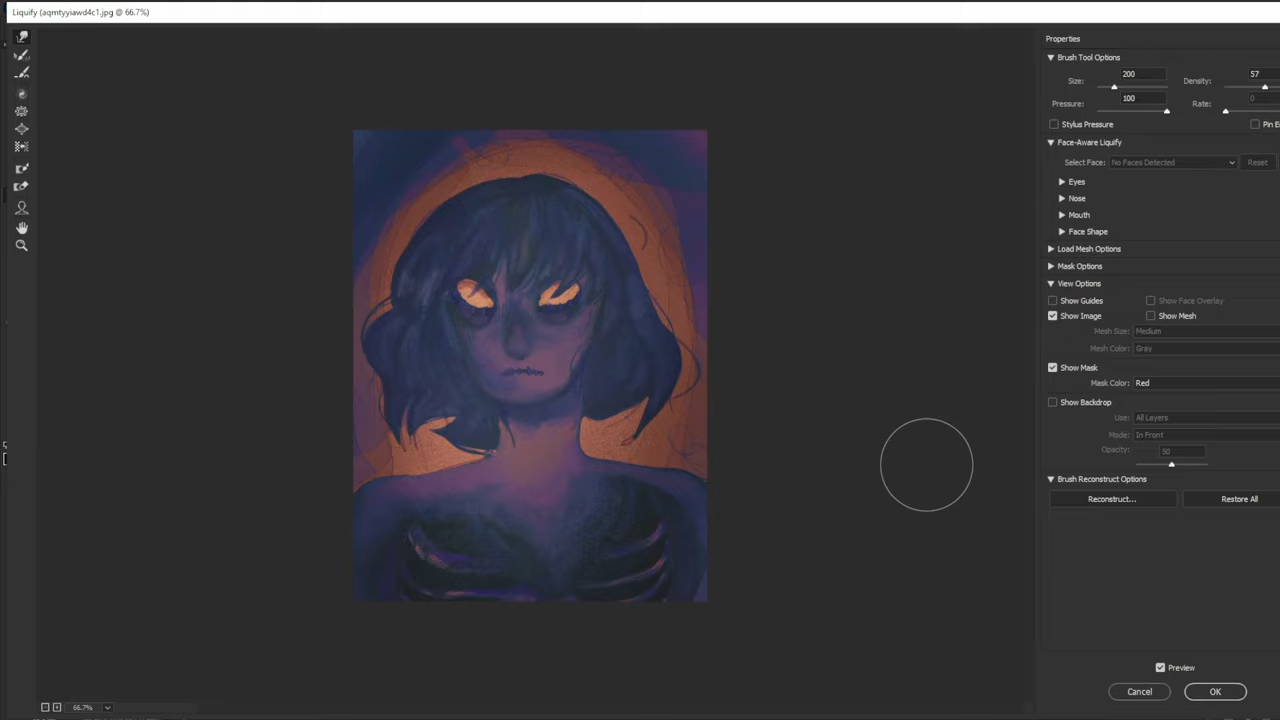 Liquify (aqmtyyiawd4c1.jpg @ 66.7%)
Properties
Brush Tool Options
Size: 200 Density: 57
Pressure: 100 Rate: 0
Stylus Pressure Pin E
Face-Aware Liquify
Select Face: No Faces Detected Reset
Eyes
Nose
Mouth
Face Shape
Load Mesh Options
Mask Options
View Options
Show Guides Show Face Overlay
Show Image Show Mesh
Mesh Size: Medium
Mesh Color: Gray
Show Mask
Mask Color: Red
Show Backdrop
Use: All Layers
Mode: In Front
Opacity: 50
Brush Reconstruct Options
Reconstruct... Restore All
Preview
Cancel OK
66.7%